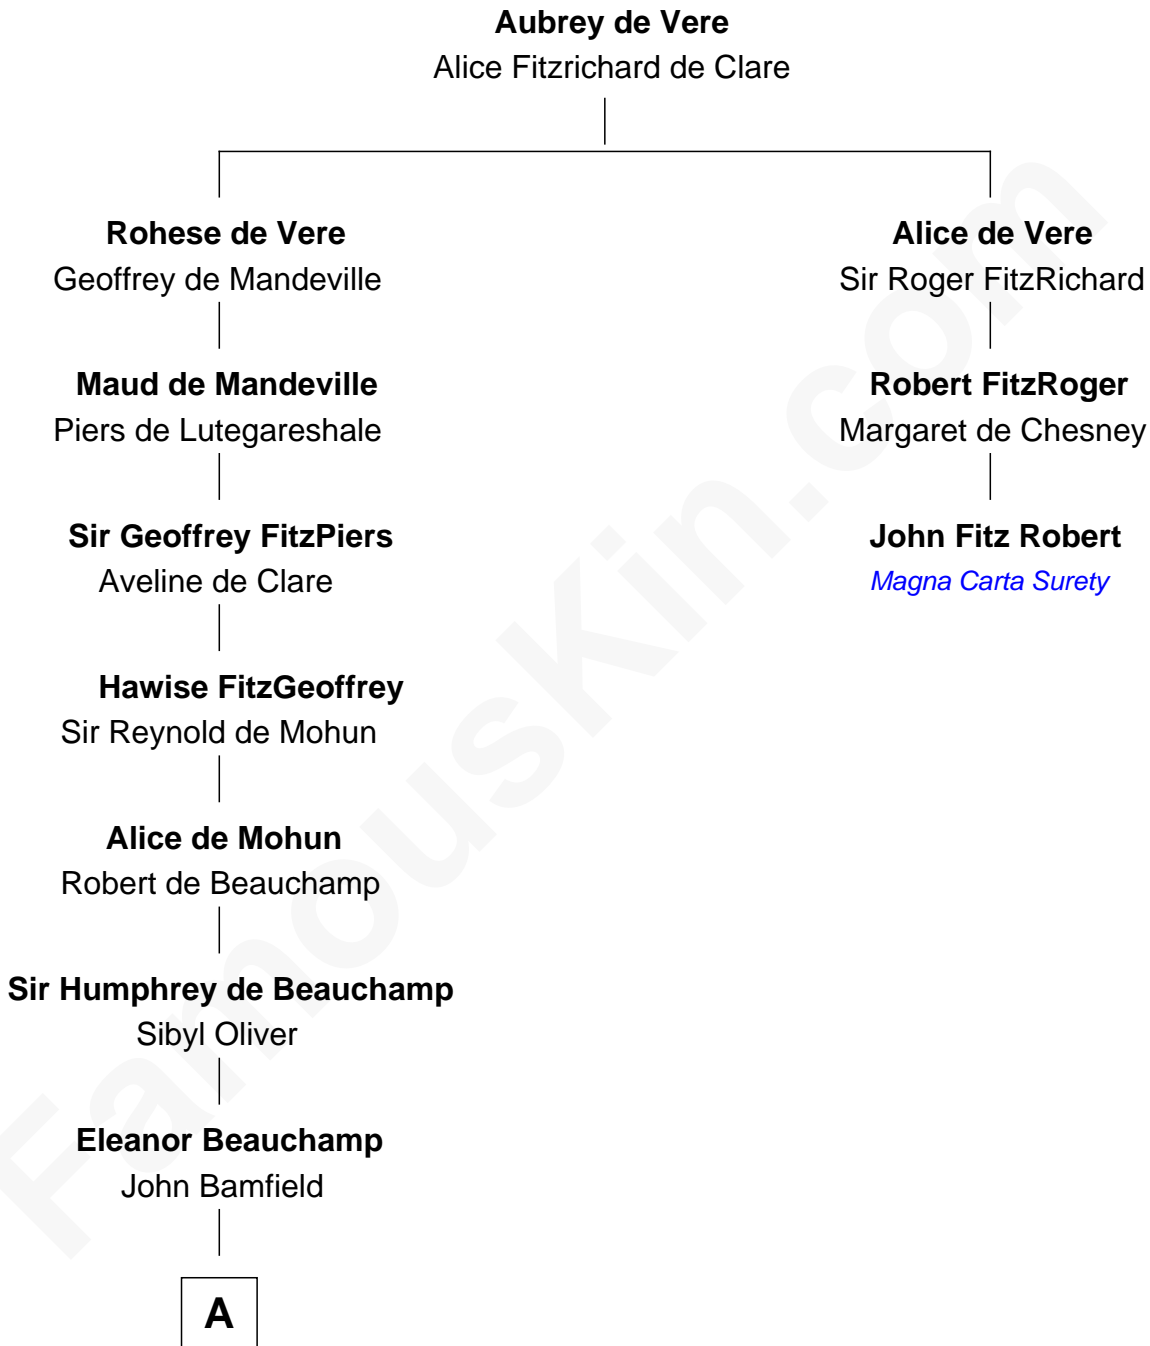 Aubrey de Vere
Alice Fitzrichard de Clare
Rohese de Vere
Geoffrey de Mandeville
Alice de Vere
Sir Roger FitzRichard
Maud de Mandeville
Piers de Lutegareshale
Robert FitzRoger
Margaret de Chesney
Sir Geoffrey FitzPiers
Aveline de Clare
John Fitz Robert
Magna Carta Surety
Hawise FitzGeoffrey
Sir Reynold de Mohun
Alice de Mohun
Robert de Beauchamp
Sir Humphrey de Beauchamp
Sibyl Oliver
Eleanor Beauchamp
John Bamfield
A
FamousKin.com